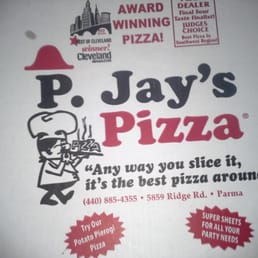 AWARD
WINNING
PIZZA!
BEST OF CLEVELAND
winner!
Cleveland
DEALER
Final Four
Taste Finalist!
JUDGES
CHOICE
Best Pizza in
Southwest Region!
P. Jay's
Pizza®
"Any way you slice it,
it's the best pizza aroun
(440) 885-4355 • 5859 Ridge Rd. • Parma
Try Our
Potato Pierogi
Pizza
SUPER SHEETS
FOR ALL YOUR
PARTY NEEDS